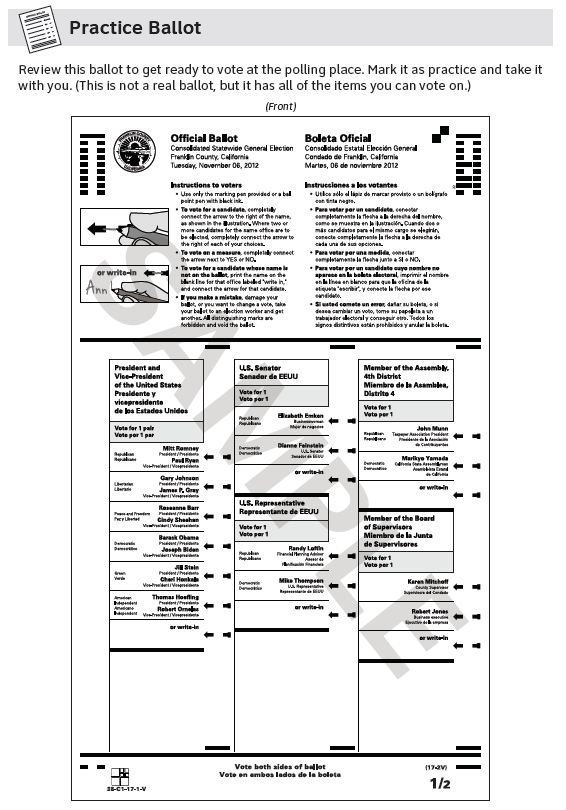 Practice Ballot
Review this ballot to get ready to vote at the polling place. Mark it as practice and take it
with you. (This is not a real ballot, but it has all of the items you can vote on.)
(Front)
Official Ballot
Consolidated Statewide General Election
Franklin County, California
Tuesday, November 06, 2012
Boleta Oficial
Consolidado Estatal Elección General
Condado de Franklin, California
Martes, 06 de noviembre 2012
Instructions to voters
• Use only the marking pen provided or a ball
point pen with black ink.
• To vote for a candidate, completely
connect the arrow to the right of the name,
as shown in the illustration. Where two or
more candidates for the same office are to
be elected, completely connect the arrow to
the right of each of your choices.
• To vote on a measure, completely connect
the arrow next to YES or NO.
• To vote for a candidate whose name is
not on the ballot, print the name on the
blank line for that office labelled "write in,"
and connect the arrow for that candidate.
• If you make a mistake, damage your
ballot, or you want to change a vote, take
your ballot to an election worker and get
another. All distinguishing marks are
forbidden and void the ballot.
Instrucciones a los votantes
• Utilice sólo el lápiz de marcar provisto o un bolígrafo
con tinta negra.
• Para votar por un candidato, conectar
completamente la flecha a la derecha del nombre,
como se muestra en la ilustración. Cuando dos o
más candidatos para el mismo cargo se elegirán,
conecte completamente la flecha a la derecha de
cada una de sus opciones.
• Para votar por una medida, conectar
completamente la flecha junto a SI o NO.
• Para votar por un candidato cuyo nombre no
aparece en la boleta electoral, imprimir el nombre
en la línea en blanco para que la oficina de la
etiqueta "escribir", y conecte la flecha por ese
candidato.
• Si usted comete un error, dañar su boleta, o si
desea cambiar un voto, tome su papeleta a un
trabajador electoral y conseguir otro. Todos los
signos distintivos están prohibidos y anular la boleta.
or write-in
Ann
SAMPLE
President and
Vice-President
of the United States
Presidente y
vicepresidente
de los Estados Unidos
Vote for 1 pair
Vote por 1 par
Mitt Romney
Republican President / Presidente
Republicano Paul Ryan
Vice-President / Vicepresidente
Gary Johnson
Libertarian President / Presidente
Libertario James P. Gray
Vice-President / Vicepresidente
Roseanne Barr
Peace and Freedom President / Presidente
Paz y Libertad Cindy Sheehan
Vice-President / Vicepresidente
Barack Obama
Democratic President / Presidente
Democrático Joseph Biden
Vice-President / Vicepresidente
Jill Stein
Green President / Presidente
Verde Cheri Honkala
Vice-President / Vicepresidente
American Thomas Hoefling
Independent President / Presidente
Americano Robert Ornelas
Independiente Vice-President / Vicepresidente
or write-in
U.S. Senator
Senador de EEUU
Vote for 1
Vote por 1
Elizabeth Emken
Republican Businesswoman
Republicano Mujer de negocios
Dianne Feinstein
Democratic U.S. Senator
Democrático Senador de EEUU
or write-in
U.S. Representative
Representante de EEUU
Vote for 1
Vote por 1
Randy Loftin
Republican Financial Planning Advisor
Republicano Asesor de
Planificación Financiera
Mike Thompson
Democratic U.S. Representative
Democrático Representante de EEUU
or write-in
Member of the Assembly,
4th District
Miembro de la Asamblea,
Distrito 4
Vote for 1
Vote por 1
John Munn
Republican Taxpayer Association President
Republicano Presidente de la Asociación
de Contribuyentes
Mariko Yamada
Democratic California State Assemblymember
Democrático Asambleísta Estatal
de California
or write-in
Member of the Board
of Supervisors
Miembro de la Junta
de Supervisores
Vote for 1
Vote por 1
Karen Mitchoff
County Supervisor
Supervisora del Condado
Robert Jones
Business executive
Ejecutivo de la empresa
or write-in
Vote both sides of ballot
Vote en ambos lados de la boleta
28-C1-17-1-V
(17-2V)
1/2